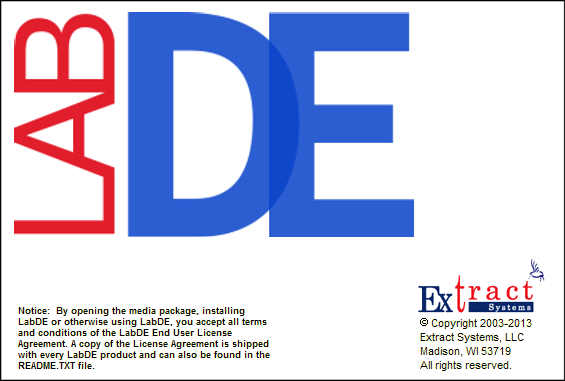 LAB
DE
Notice:  By opening the media package, installing
LabDE or otherwise using LabDE, you accept all terms
and conditions of the LabDE End User License
Agreement. A copy of the License Agreement is shipped
with every LabDE product and can also be found in the
README.TXT file.
Extract
Systems
© Copyright 2003-2013
Extract Systems, LLC
Madison, WI 53719
All rights reserved.